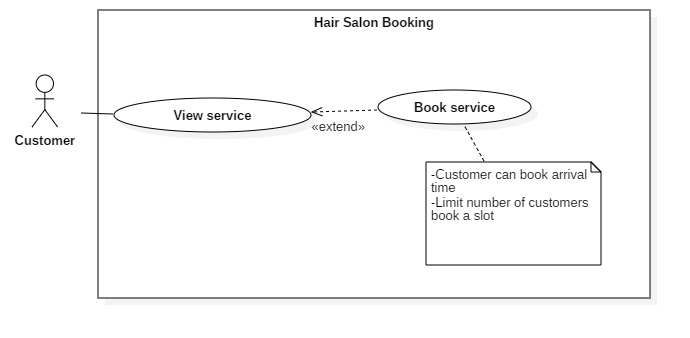 Hair Salon Booking
View service
Book service
Customer
«extend»
-Customer can book arrival
time
-Limit number of customers
book a slot